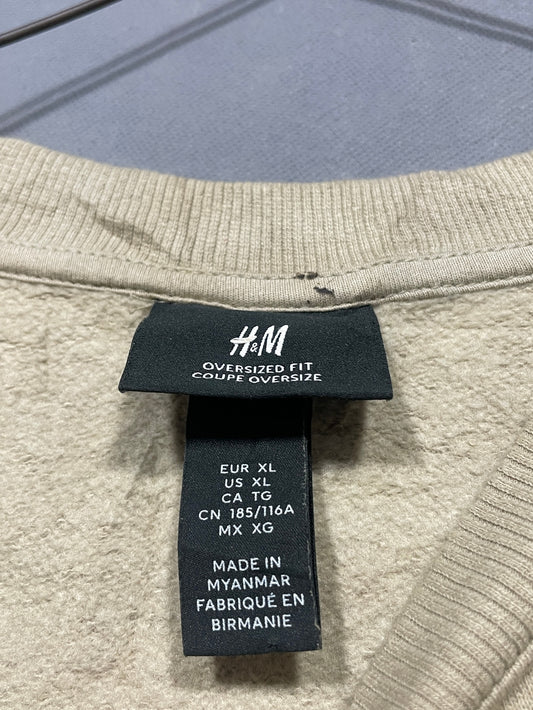 H&M
OVERSIZED FIT
COUPE OVERSIZE
EUR XL
US XL
CA TG
CN 185/116A
MX XG
MADE IN
MYANMAR
FABRIQUÉ EN
BIRMANIE